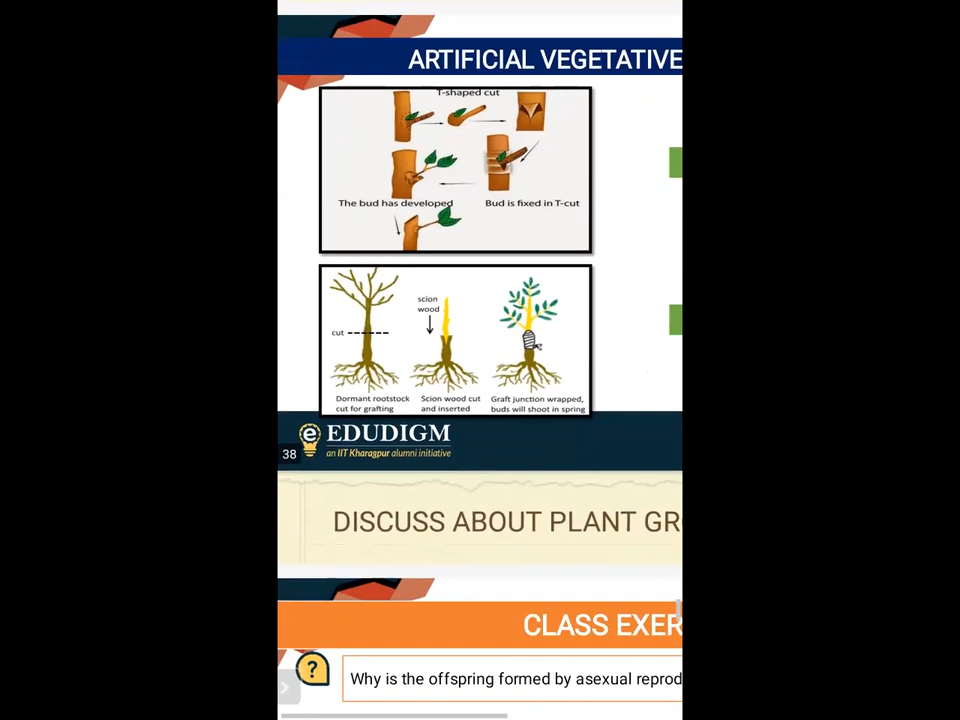 ARTIFICIAL VEGETATIVE
T-shaped cut
The bud has developed
Bud is fixed in T-cut
scion
wood
cut
Dormant rootstock
cut for grafting
Scion wood cut
and inserted
Graft junction wrapped,
buds will shoot in spring
EDUDIGM
an IIT Kharagpur alumni initiative
38
DISCUSS ABOUT PLANT GR
CLASS EXER
?
Why is the offspring formed by asexual reprod